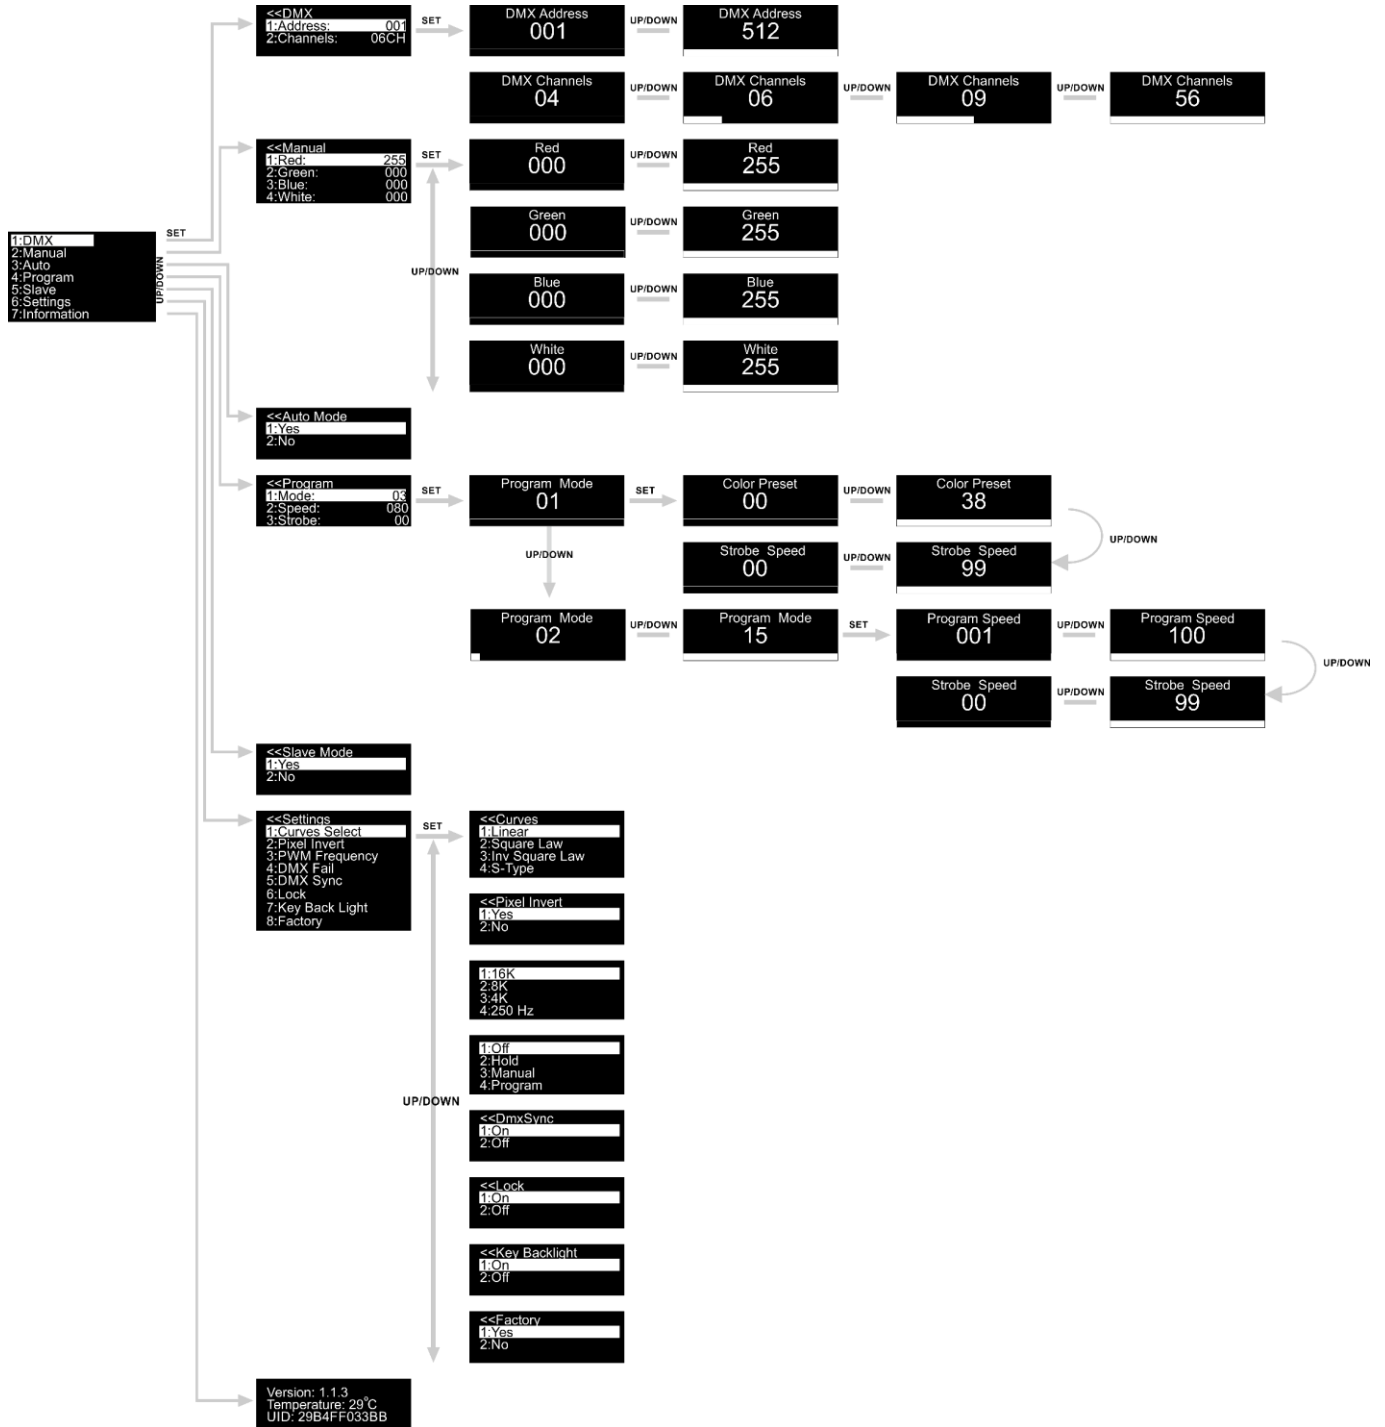 <<DMX
1:Address: 001
2:Channels: 06CH
SET
DMX Address
001
UP/DOWN
DMX Address
512
DMX Channels
04
UP/DOWN
DMX Channels
06
UP/DOWN
DMX Channels
09
UP/DOWN
DMX Channels
56
<<Manual
1:Red: 255
2:Green: 000
3:Blue: 000
4:White: 000
SET
UP/DOWN
Red
000
UP/DOWN
Red
255
Green
000
UP/DOWN
Green
255
Blue
000
UP/DOWN
Blue
255
White
000
UP/DOWN
White
255
1:DMX
2:Manual
3:Auto
4:Program
5:Slave
6:Settings
7:Information
SET
UP/DOWN
<<Auto Mode
1:Yes
2:No
<<Program
1:Mode: 03
2:Speed: 080
3:Strobe: 00
SET
Program Mode
01
SET
Color Preset
00
UP/DOWN
Color Preset
38
UP/DOWN
UP/DOWN
Strobe Speed
00
UP/DOWN
Strobe Speed
99
Program Mode
02
UP/DOWN
Program Mode
15
SET
Program Speed
001
UP/DOWN
Program Speed
100
UP/DOWN
Strobe Speed
00
UP/DOWN
Strobe Speed
99
<<Slave Mode
1:Yes
2:No
<<Settings
1:Curves Select
2:Pixel Invert
3:PWM Frequency
4:DMX Fail
5:DMX Sync
6:Lock
7:Key Back Light
8:Factory
SET
UP/DOWN
<<Curves
1:Linear
2:Square Law
3:Inv Square Law
4:S-Type
<<Pixel Invert
1:Yes
2:No
1:16K
2:8K
3:4K
4:250 Hz
1:Off
2:Hold
3:Manual
4:Program
<<DmxSync
1:On
2:Off
<<Lock
1:On
2:Off
<<Key Backlight
1:On
2:Off
<<Factory
1:Yes
2:No
Version: 1.1.3
Temperature: 29°C
UID: 29B4FF033BB